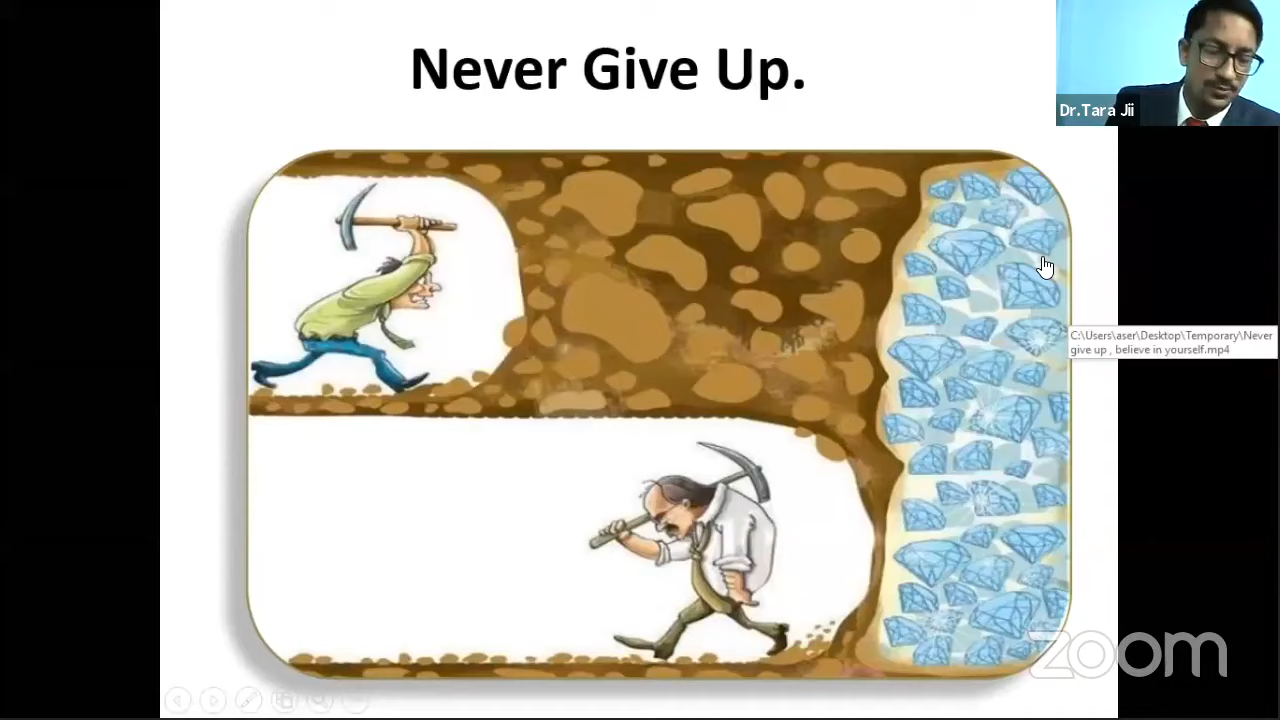 Never Give Up.
Dr.Tara Jii
C:\Users\aser\Desktop\Temporary\Never
give up , believe in yourself.mp4
zoom